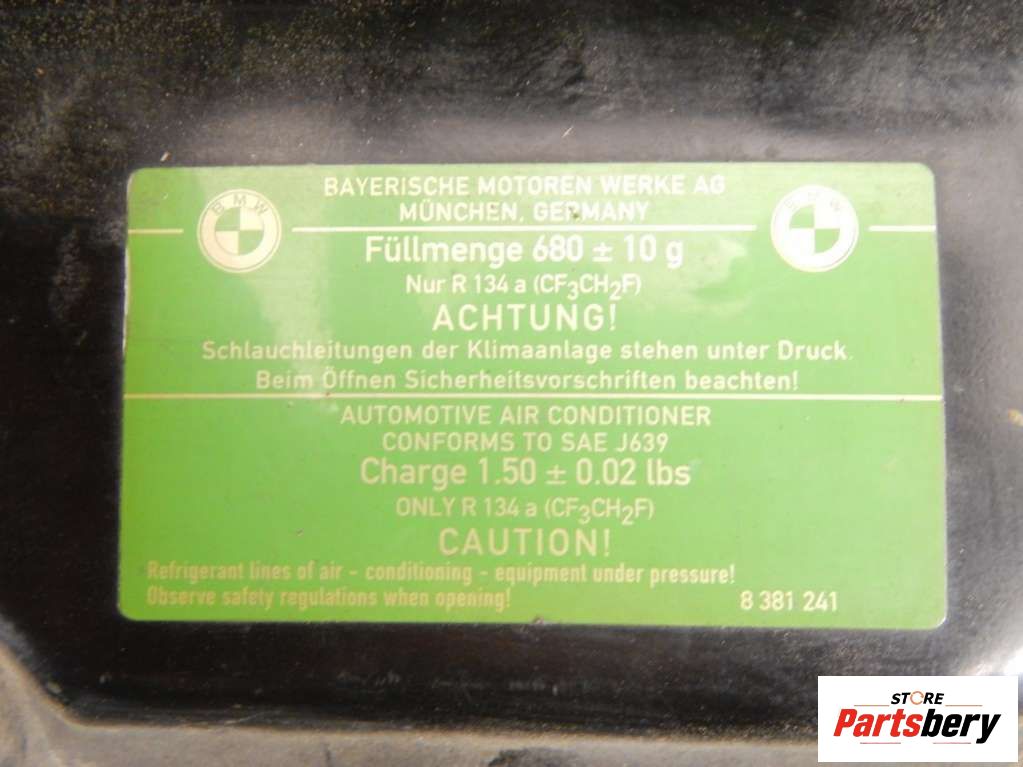 BAYERISCHE MOTOREN WERKE AG
MÜNCHEN, GERMANY
BMW
BMW
Füllmenge 680 ± 10 g
Nur R 134 a (CF3CH2F)
ACHTUNG!
Schlauchleitungen der Klimaanlage stehen unter Druck.
Beim Öffnen Sicherheitsvorschriften beachten!
AUTOMOTIVE AIR CONDITIONER
CONFORMS TO SAE J639
Charge 1.50 ± 0.02 lbs
ONLY R 134 a (CF3CH2F)
CAUTION!
Refrigerant lines of air - conditioning - equipment under pressure!
Observe safety regulations when opening!
8 381 241
STORE
Partsbery